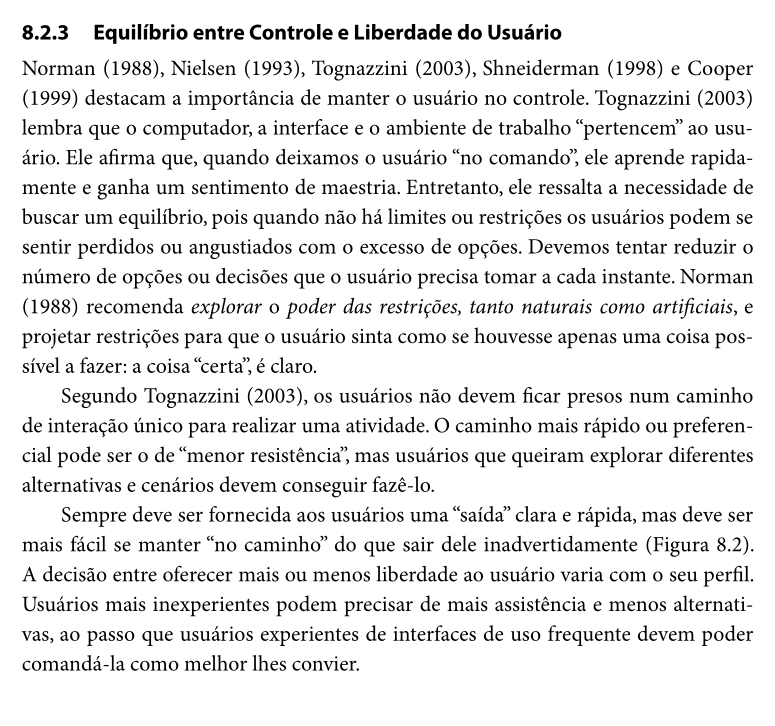 8.2.3 Equilíbrio entre Controle e Liberdade do Usuário
Norman (1988), Nielsen (1993), Tognazzini (2003), Shneiderman (1998) e Cooper
(1999) destacam a importância de manter o usuário no controle. Tognazzini (2003)
lembra que o computador, a interface e o ambiente de trabalho “pertencem” ao usu-
ário. Ele afirma que, quando deixamos o usuário “no comando”, ele aprende rapida-
mente e ganha um sentimento de maestria. Entretanto, ele ressalta a necessidade de
buscar um equilíbrio, pois quando não há limites ou restrições os usuários podem se
sentir perdidos ou angustiados com o excesso de opções. Devemos tentar reduzir o
número de opções ou decisões que o usuário precisa tomar a cada instante. Norman
(1988) recomenda explorar o poder das restrições, tanto naturais como artificiais, e
projetar restrições para que o usuário sinta como se houvesse apenas uma coisa pos-
sível a fazer: a coisa “certa”, é claro.
Segundo Tognazzini (2003), os usuários não devem ficar presos num caminho
de interação único para realizar uma atividade. O caminho mais rápido ou preferen-
cial pode ser o de “menor resistência”, mas usuários que queiram explorar diferentes
alternativas e cenários devem conseguir fazê-lo.
Sempre deve ser fornecida aos usuários uma “saída” clara e rápida, mas deve ser
mais fácil se manter “no caminho” do que sair dele inadvertidamente (Figura 8.2).
A decisão entre oferecer mais ou menos liberdade ao usuário varia com o seu perfil.
Usuários mais inexperientes podem precisar de mais assistência e menos alternati-
vas, ao passo que usuários experientes de interfaces de uso frequente devem poder
comandá-la como melhor lhes convier.